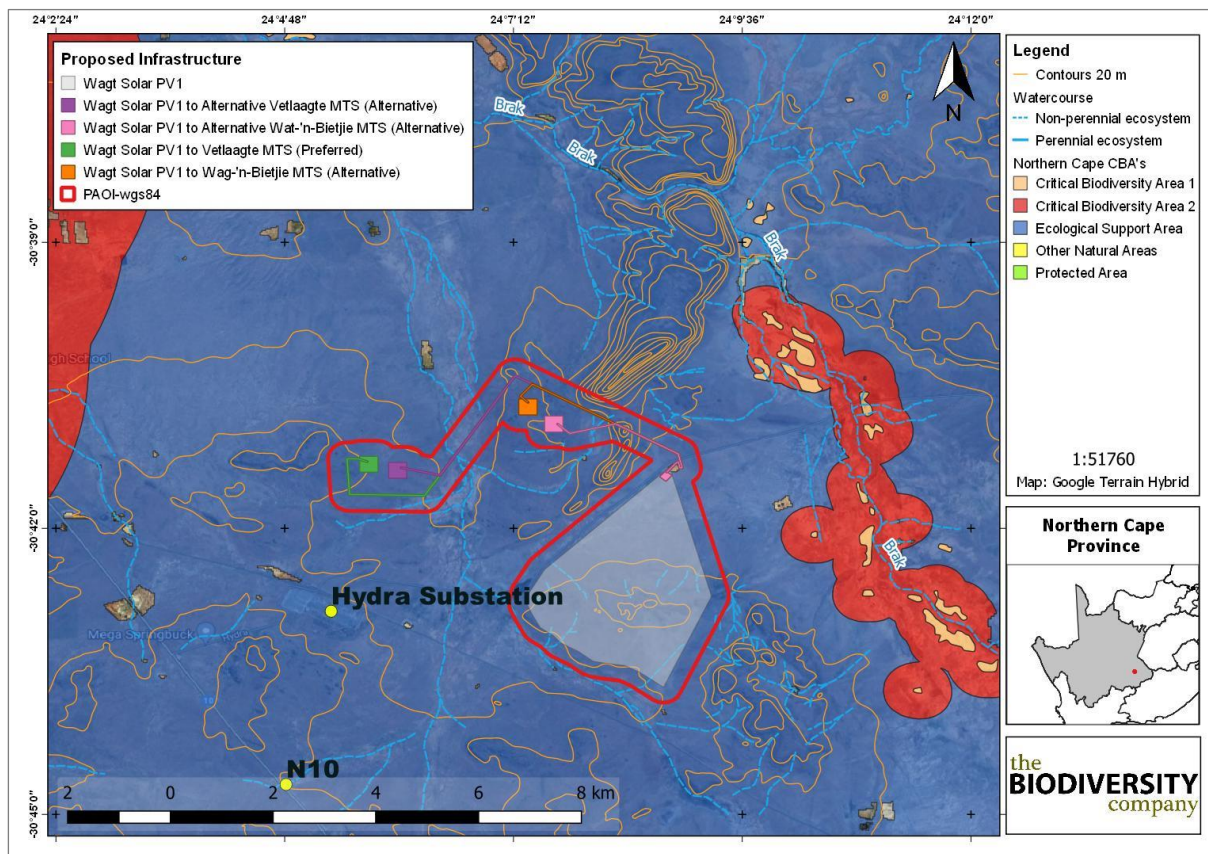 24°2'24"
24°4'48"
24°7'12"
24°9'36"
24°12'0"
Proposed Infrastructure
Wagt Solar PV1
Wagt Solar PV1 to Alternative Vetlaagte MTS (Alternative)
Wagt Solar PV1 to Alternative Wat-'n-Bietjie MTS (Alternative)
Wagt Solar PV1 to Vetlaagte MTS (Preferred)
Wagt Solar PV1 to Wag-'n-Bietjie MTS (Alternative)
PAOI-wgs84
-30°39'0"
-30°42'0"
-30°45'0"
Brak
Brak
Brak
Brak
gh School
Hydra Substation
Mega Springbuck
10
N10
2
0
2
4
6
8 km
N
Legend
Contours 20 m
Watercourse
Non-perennial ecosystem
Perennial ecosystem
Northern Cape CBA's
Critical Biodiversity Area 1
Critical Biodiversity Area 2
Ecological Support Area
Other Natural Areas
Protected Area
1:51760
Map: Google Terrain Hybrid
Northern Cape
Province
the
BIODIVERSITY
company